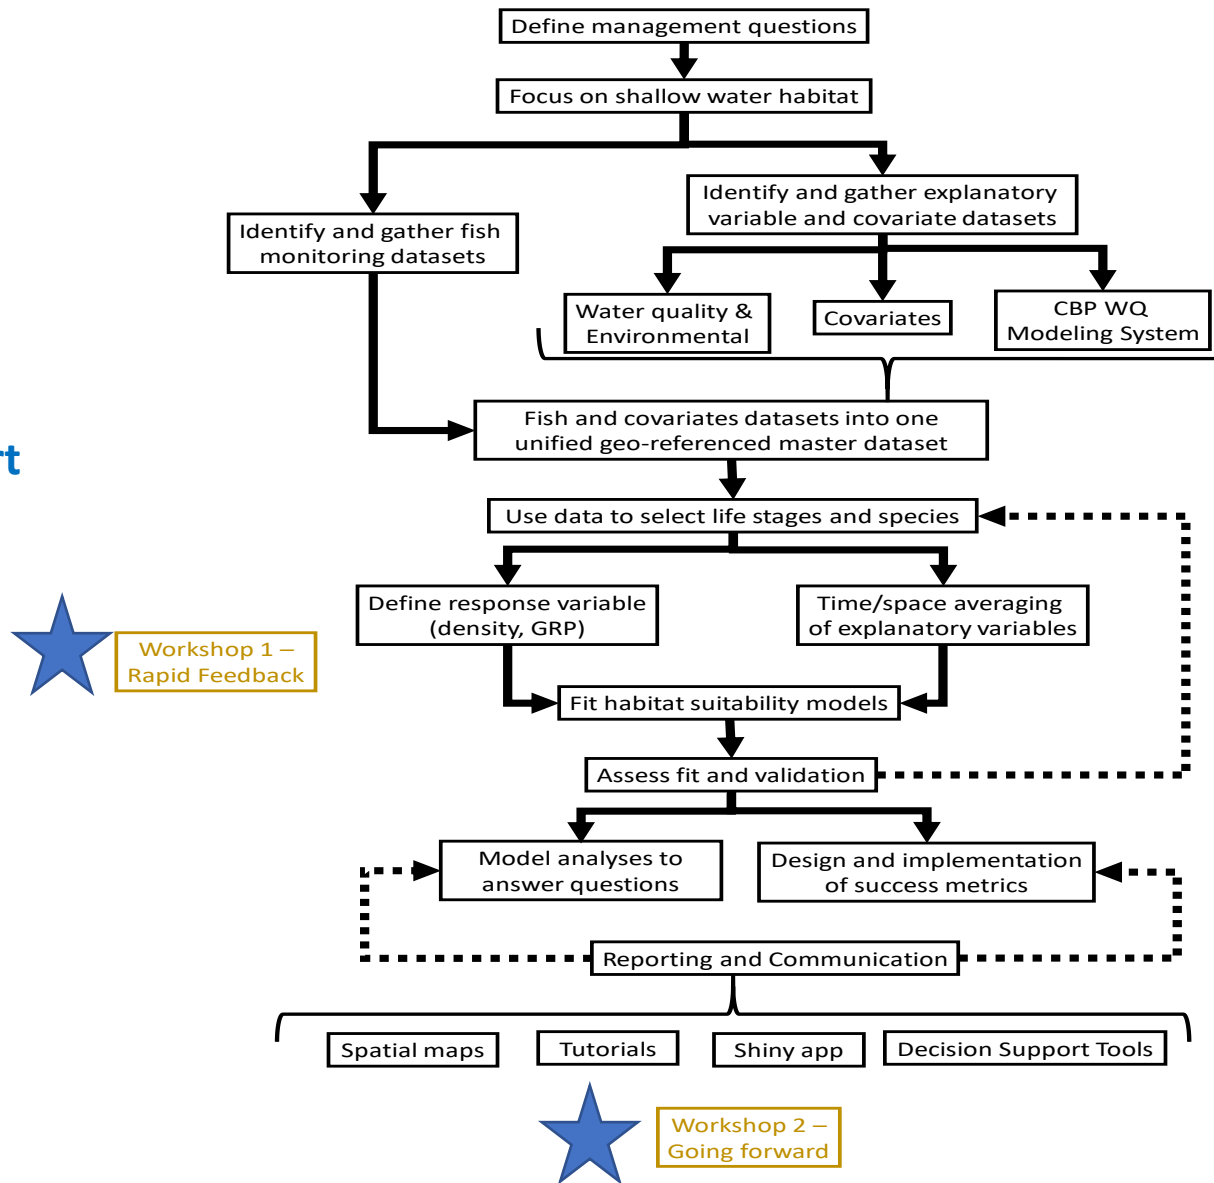 Define management questions
Focus on shallow water habitat
Identify and gather fish
monitoring datasets
Identify and gather explanatory
variable and covariate datasets
Water quality &
Environmental
Covariates
CBP WQ
Modeling System
Fish and covariates datasets into one
unified geo-referenced master dataset
rt
Use data to select life stages and species
Define response variable
(density, GRP)
Time/space averaging
of explanatory variables
Workshop 1 –
Rapid Feedback
Fit habitat suitability models
Assess fit and validation
Model analyses to
answer questions
Design and implementation
of success metrics
Reporting and Communication
Spatial maps
Tutorials
Shiny app
Decision Support Tools
Workshop 2 –
Going forward